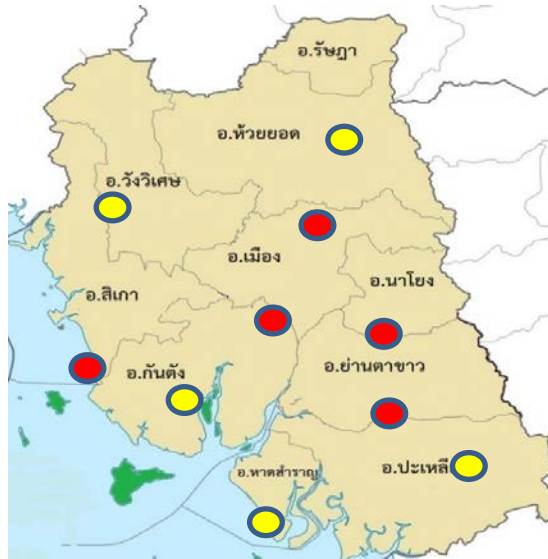 อ.รัษฎา
อ.ห้วยยอด
อ.วังวิเศษ
อ.เมือง
อ.นาโยง
อ.สิเกา
อ.กันตัง
อ.ย่านตาขาว
อ.หาดสำราญ
อ.ปะเหลี